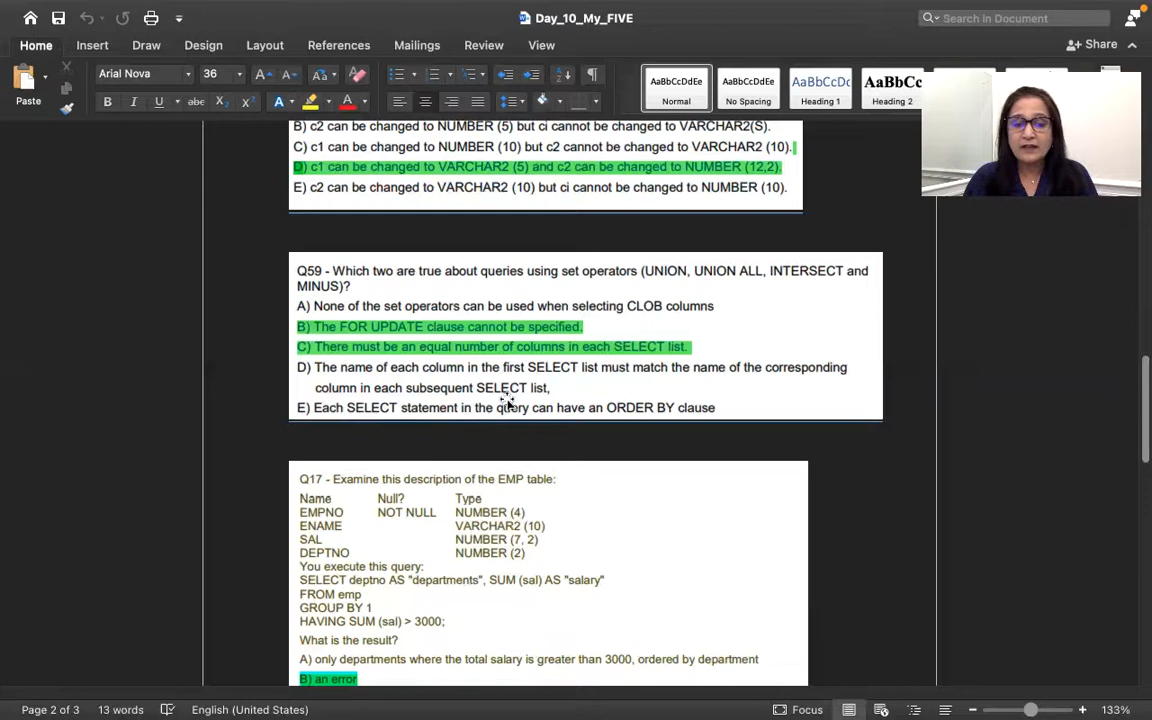 Day_10_My_FIVE
Search in Document
Home Insert Draw Design Layout References Mailings Review View
Share
Paste
Arial Nova 36
AaBbCcDdEe AaBbCcDdEe AaBbCcDc AaBbCcD
Normal No Spacing Heading 1 Heading 2
B) c2 can be changed to NUMBER (5) but ci cannot be changed to VARCHAR2(S).
C) c1 can be changed to NUMBER (10) but c2 cannot be changed to VARCHAR2 (10).
D) c1 can be changed to VARCHAR2 (5) and c2 can be changed to NUMBER (12,2).
E) c2 can be changed to VARCHAR2 (10) but ci cannot be changed to NUMBER (10).
Q59 - Which two are true about queries using set operators (UNION, UNION ALL, INTERSECT and
MINUS)?
A) None of the set operators can be used when selecting CLOB columns
B) The FOR UPDATE clause cannot be specified.
C) There must be an equal number of columns in each SELECT list.
D) The name of each column in the first SELECT list must match the name of the corresponding
column in each subsequent SELECT list,
E) Each SELECT statement in the query can have an ORDER BY clause
Q17 - Examine this description of the EMP table:
Name Null? Type
EMPNO NOT NULL NUMBER (4)
ENAME VARCHAR2 (10)
SAL NUMBER (7, 2)
DEPTNO NUMBER (2)
You execute this query:
SELECT deptno AS "departments", SUM (sal) AS "salary"
FROM emp
GROUP BY 1
HAVING SUM (sal) > 3000;
What is the result?
A) only departments where the total salary is greater than 3000, ordered by department
B) an error
Page 2 of 3 13 words English (United States) Focus 133%